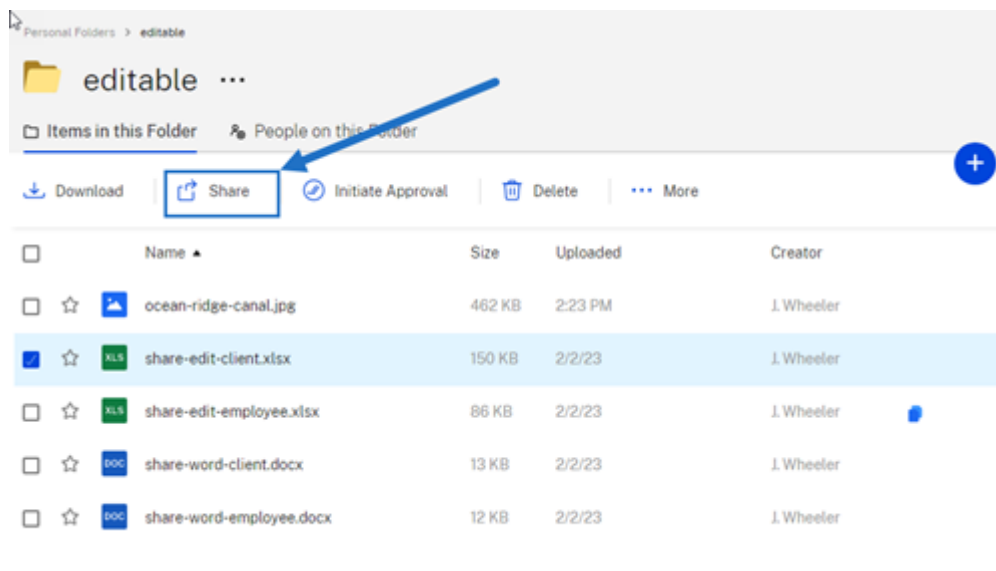 Personal Folders > editable
editable ...
Items in this Folder People on this Folder
Download Share Initiate Approval Delete ... More
+
Name ▲ Size Uploaded Creator
ocean-ridge-canal.jpg 462 KB 2:23 PM J. Wheeler
XLS share-edit-client.xlsx 150 KB 2/2/23 J. Wheeler
XLS share-edit-employee.xlsx 86 KB 2/2/23 J. Wheeler
DOC share-word-client.docx 13 KB 2/2/23 J. Wheeler
DOC share-word-employee.docx 12 KB 2/2/23 J. Wheeler